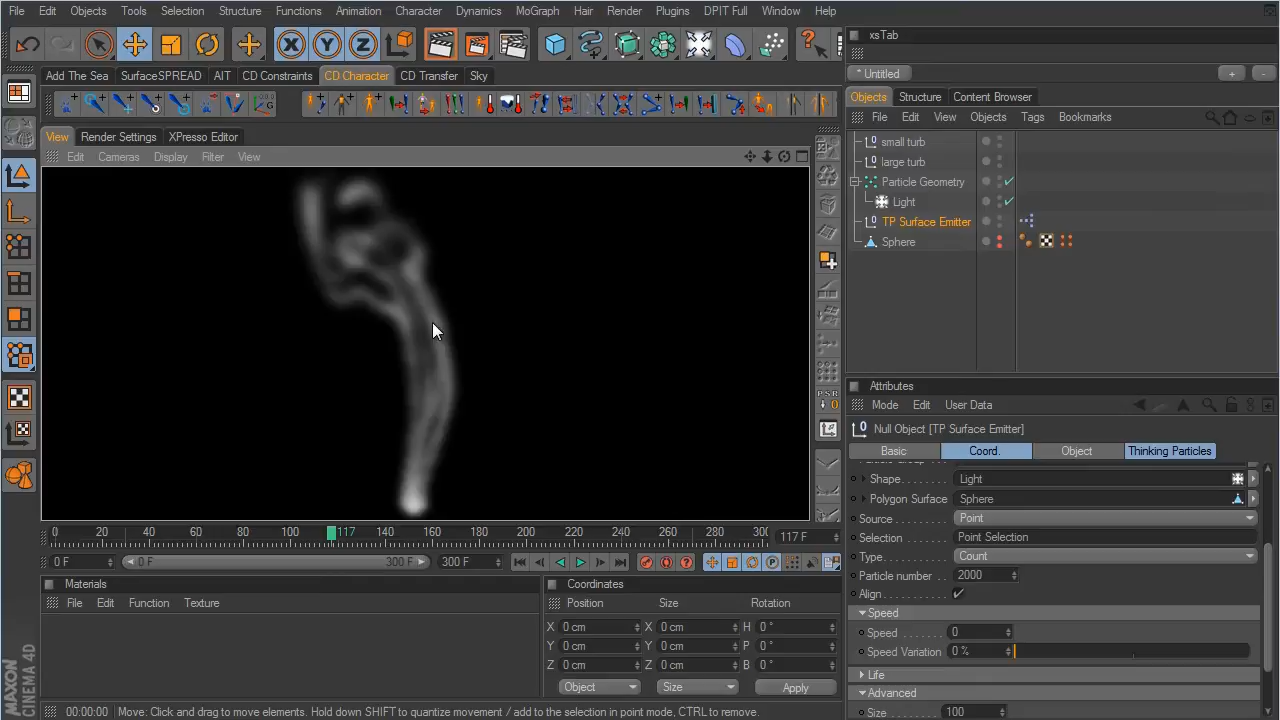 File Edit Objects Tools Selection Structure Functions Animation Character Dynamics MoGraph Hair Render Plugins DPIT Full Window Help
xsTab
* Untitled
Add The Sea SurfaceSPREAD AIT CD Constraints CD Character CD Transfer Sky
Objects Structure Content Browser
File Edit View Objects Tags Bookmarks
View Render Settings XPresso Editor
Edit Cameras Display Filter View
small turb
large turb
Particle Geometry
Light
TP Surface Emitter
Sphere
Attributes
Mode Edit User Data
Null Object [TP Surface Emitter]
Basic Coord. Object Thinking Particles
Shape Light
Polygon Surface Sphere
Source Point
Selection Point Selection
Type Count
Particle number 2000
Align
Speed
Speed 0
Speed Variation 0 %
Life
Advanced
Size 100
0 20 40 60 80 100 117 140 160 180 200 220 240 260 280 30 117 F
0 F 0 F 300 F 300 F
PSR
0
Materials
File Edit Function Texture
Coordinates
Position Size Rotation
X 0 cm X 0 cm H 0 °
Y 0 cm Y 0 cm P 0 °
Z 0 cm Z 0 cm B 0 °
Object Size Apply
MAXON
CINEMA 4D
00:00:00 Move: Click and drag to move elements. Hold down SHIFT to quantize movement / add to the selection in point mode, CTRL to remove.